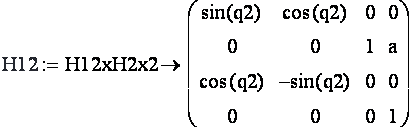 sin(q2) cos(q2) 0 0
0 0 1 a
H12:= H12xH2x2→
cos(q2) −sin(q2) 0 0
0 0 0 1